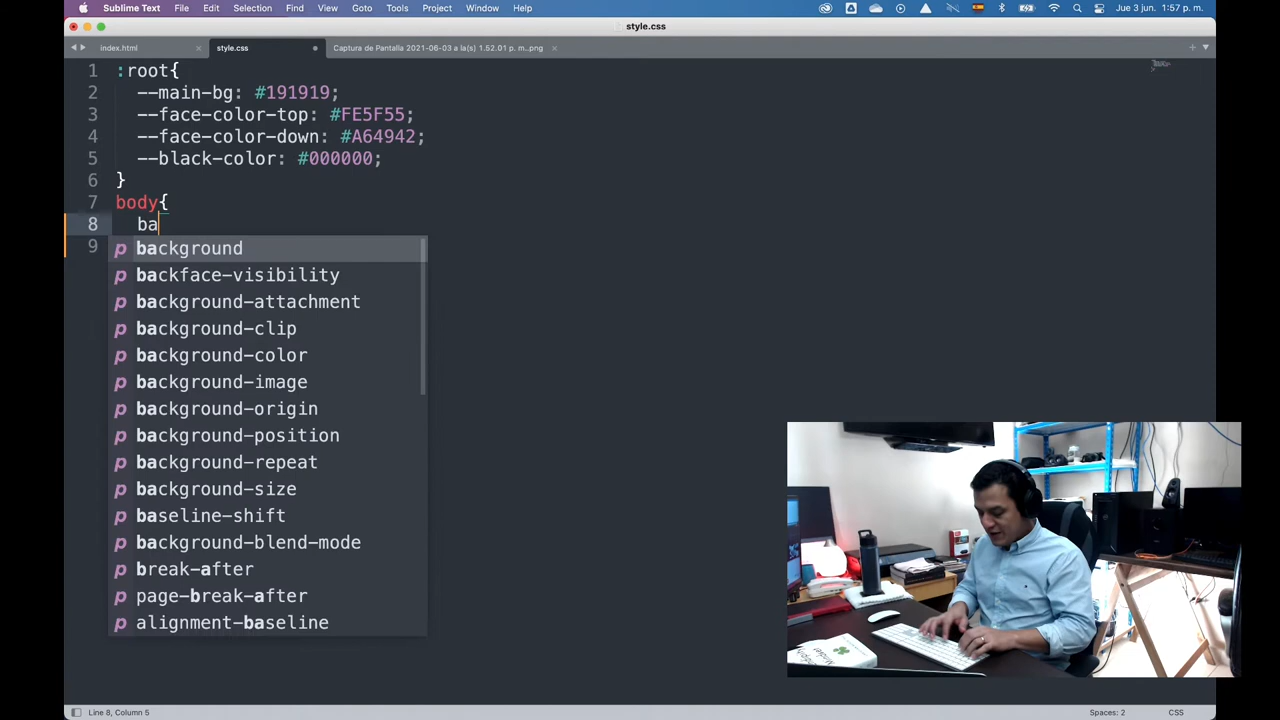 Sublime Text File Edit Selection Find View Goto Tools Project Window Help Jue 3 jun. 1:57 p. m.
style.css
index.html × style.css Captura de Pantalla 2021-06-03 a la(s) 1.52.01 p. m..png ×
1 :root{
2 --main-bg: #191919;
3 --face-color-top: #FE5F55;
4 --face-color-down: #A64942;
5 --black-color: #000000;
6 }
7 body{
8 ba
9
p background
p backface-visibility
p background-attachment
p background-clip
p background-color
p background-image
p background-origin
p background-position
p background-repeat
p background-size
p baseline-shift
p background-blend-mode
p break-after
p page-break-after
p alignment-baseline
Line 8, Column 5 Spaces: 2 CSS